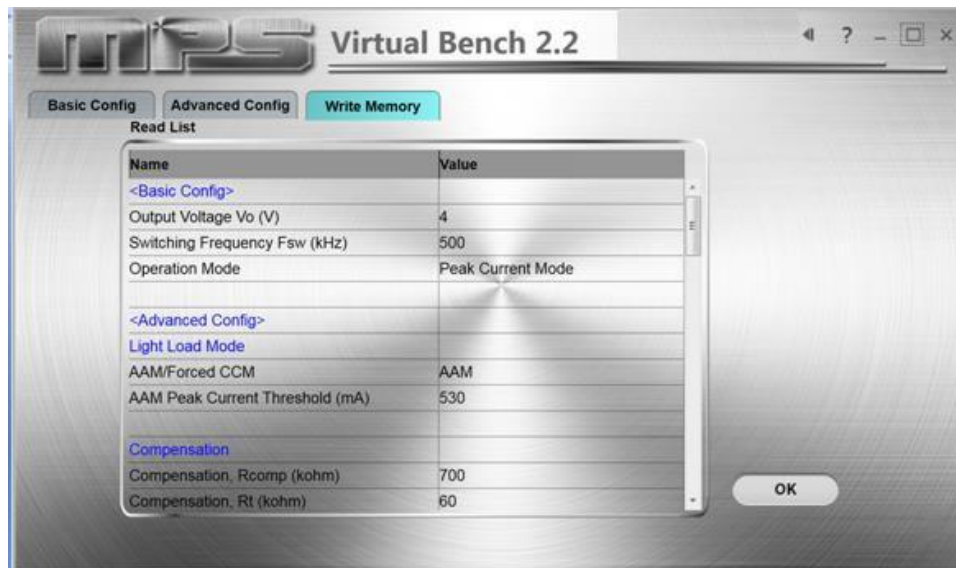 MPS Virtual Bench 2.2
Basic Config Advanced Config Write Memory
Read List
Name Value
<Basic Config>
Output Voltage Vo (V) 4
Switching Frequency Fsw (kHz) 500
Operation Mode Peak Current Mode
<Advanced Config>
Light Load Mode
AAM/Forced CCM AAM
AAM Peak Current Threshold (mA) 530
Compensation
Compensation, Rcomp (kohm) 700
Compensation, Rt (kohm) 60
OK